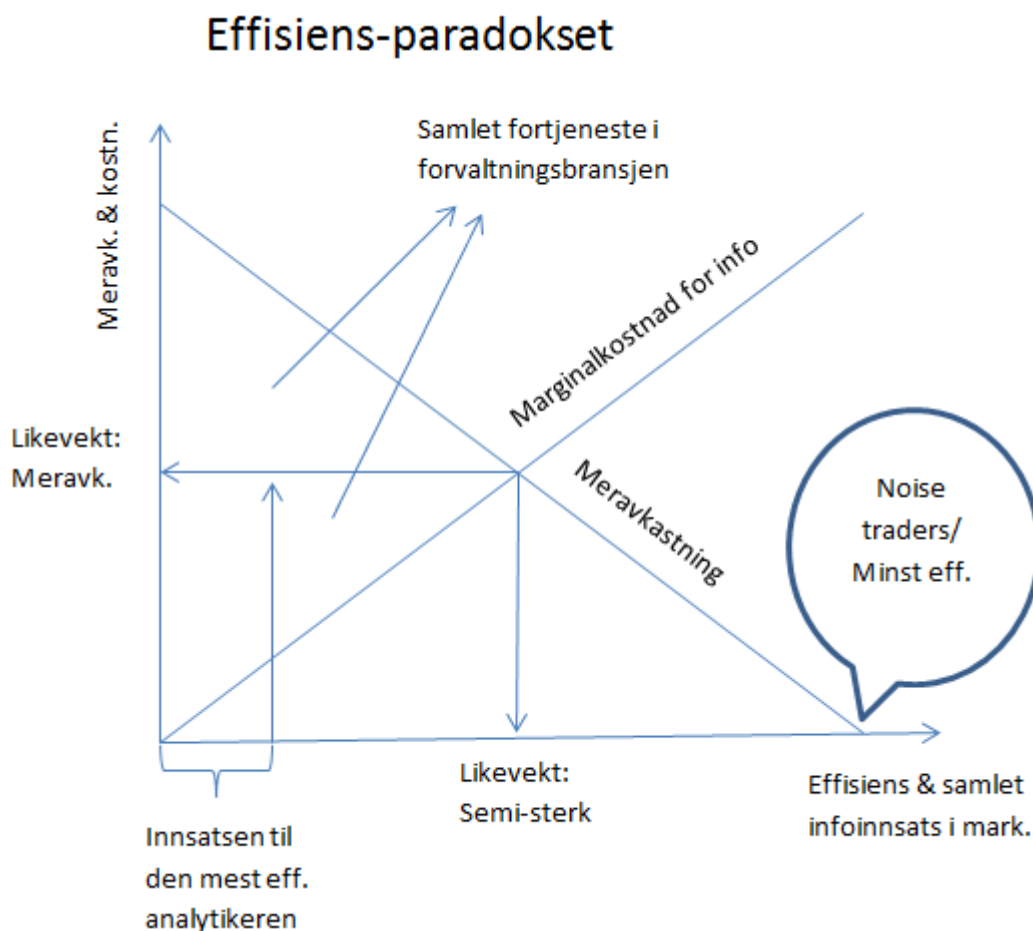 Effisiens-paradokset
Samlet fortjeneste i
forvaltningsbransjen
Meravk. & kostn.
Marginalkostnad for info
Likevekt:
Meravk.
Meravkastning
Noise
traders/
Minst eff.
Likevekt:
Semi-sterk
Effisiens & samlet
infoinnsats i mark.
Innsatsen til
den mest eff.
analytikeren